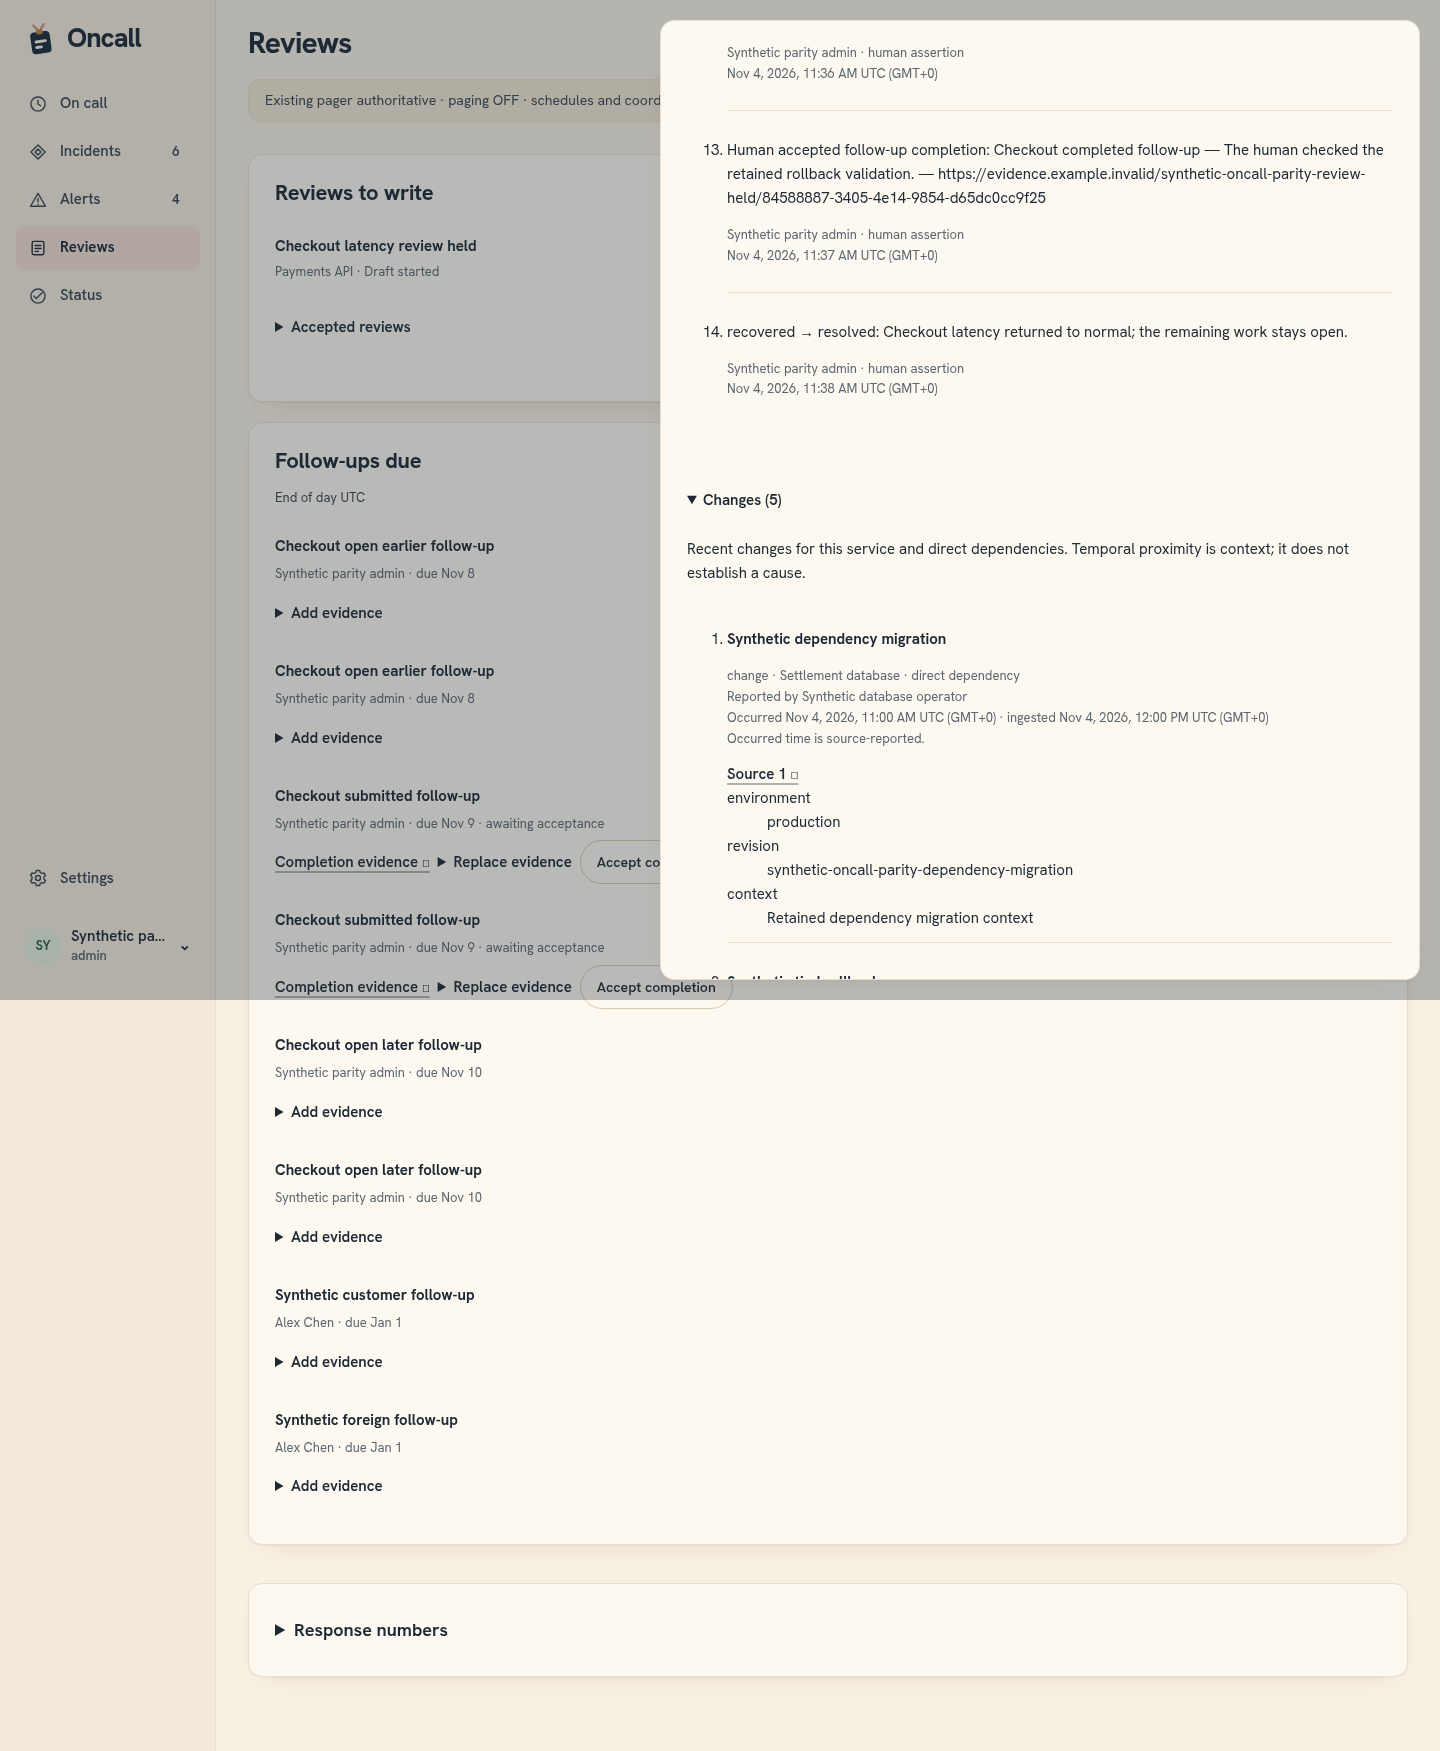 Oncall
On call
Incidents 6
Alerts 4
Reviews
Status
Settings
SY
Synthetic pa...
admin
Reviews
Existing pager authoritative · paging OFF · schedules and coord
Reviews to write
Checkout latency review held
Payments API · Draft started
Accepted reviews
Follow-ups due
End of day UTC
Checkout open earlier follow-up
Synthetic parity admin · due Nov 8
Add evidence
Checkout open earlier follow-up
Synthetic parity admin · due Nov 8
Add evidence
Checkout submitted follow-up
Synthetic parity admin · due Nov 9 · awaiting acceptance
Completion evidence Replace evidence Accept co
Checkout submitted follow-up
Synthetic parity admin · due Nov 9 · awaiting acceptance
Completion evidence Replace evidence Accept completion
Checkout open later follow-up
Synthetic parity admin · due Nov 10
Add evidence
Checkout open later follow-up
Synthetic parity admin · due Nov 10
Add evidence
Synthetic customer follow-up
Alex Chen · due Jan 1
Add evidence
Synthetic foreign follow-up
Alex Chen · due Jan 1
Add evidence
Response numbers
Synthetic parity admin · human assertion
Nov 4, 2026, 11:36 AM UTC (GMT+0)
13. Human accepted follow-up completion: Checkout completed follow-up — The human checked the
retained rollback validation. — https://evidence.example.invalid/synthetic-oncall-parity-review-
held/84588887-3405-4e14-9854-d65dc0cc9f25
Synthetic parity admin · human assertion
Nov 4, 2026, 11:37 AM UTC (GMT+0)
14. recovered → resolved: Checkout latency returned to normal; the remaining work stays open.
Synthetic parity admin · human assertion
Nov 4, 2026, 11:38 AM UTC (GMT+0)
Changes (5)
Recent changes for this service and direct dependencies. Temporal proximity is context; it does not
establish a cause.
1. Synthetic dependency migration
change · Settlement database · direct dependency
Reported by Synthetic database operator
Occurred Nov 4, 2026, 11:00 AM UTC (GMT+0) · ingested Nov 4, 2026, 12:00 PM UTC (GMT+0)
Occurred time is source-reported.
Source 1
environment
production
revision
synthetic-oncall-parity-dependency-migration
context
Retained dependency migration context